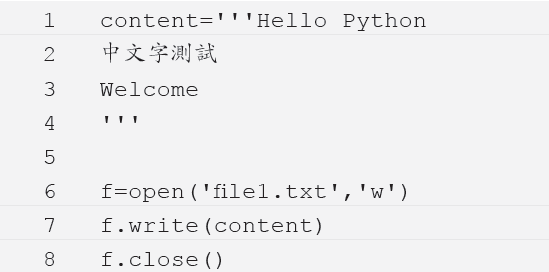 1 content='''Hello Python
2 中文字測試
3 Welcome
4 '''
5
6 f=open('file1.txt','w')
7 f.write(content)
8 f.close()